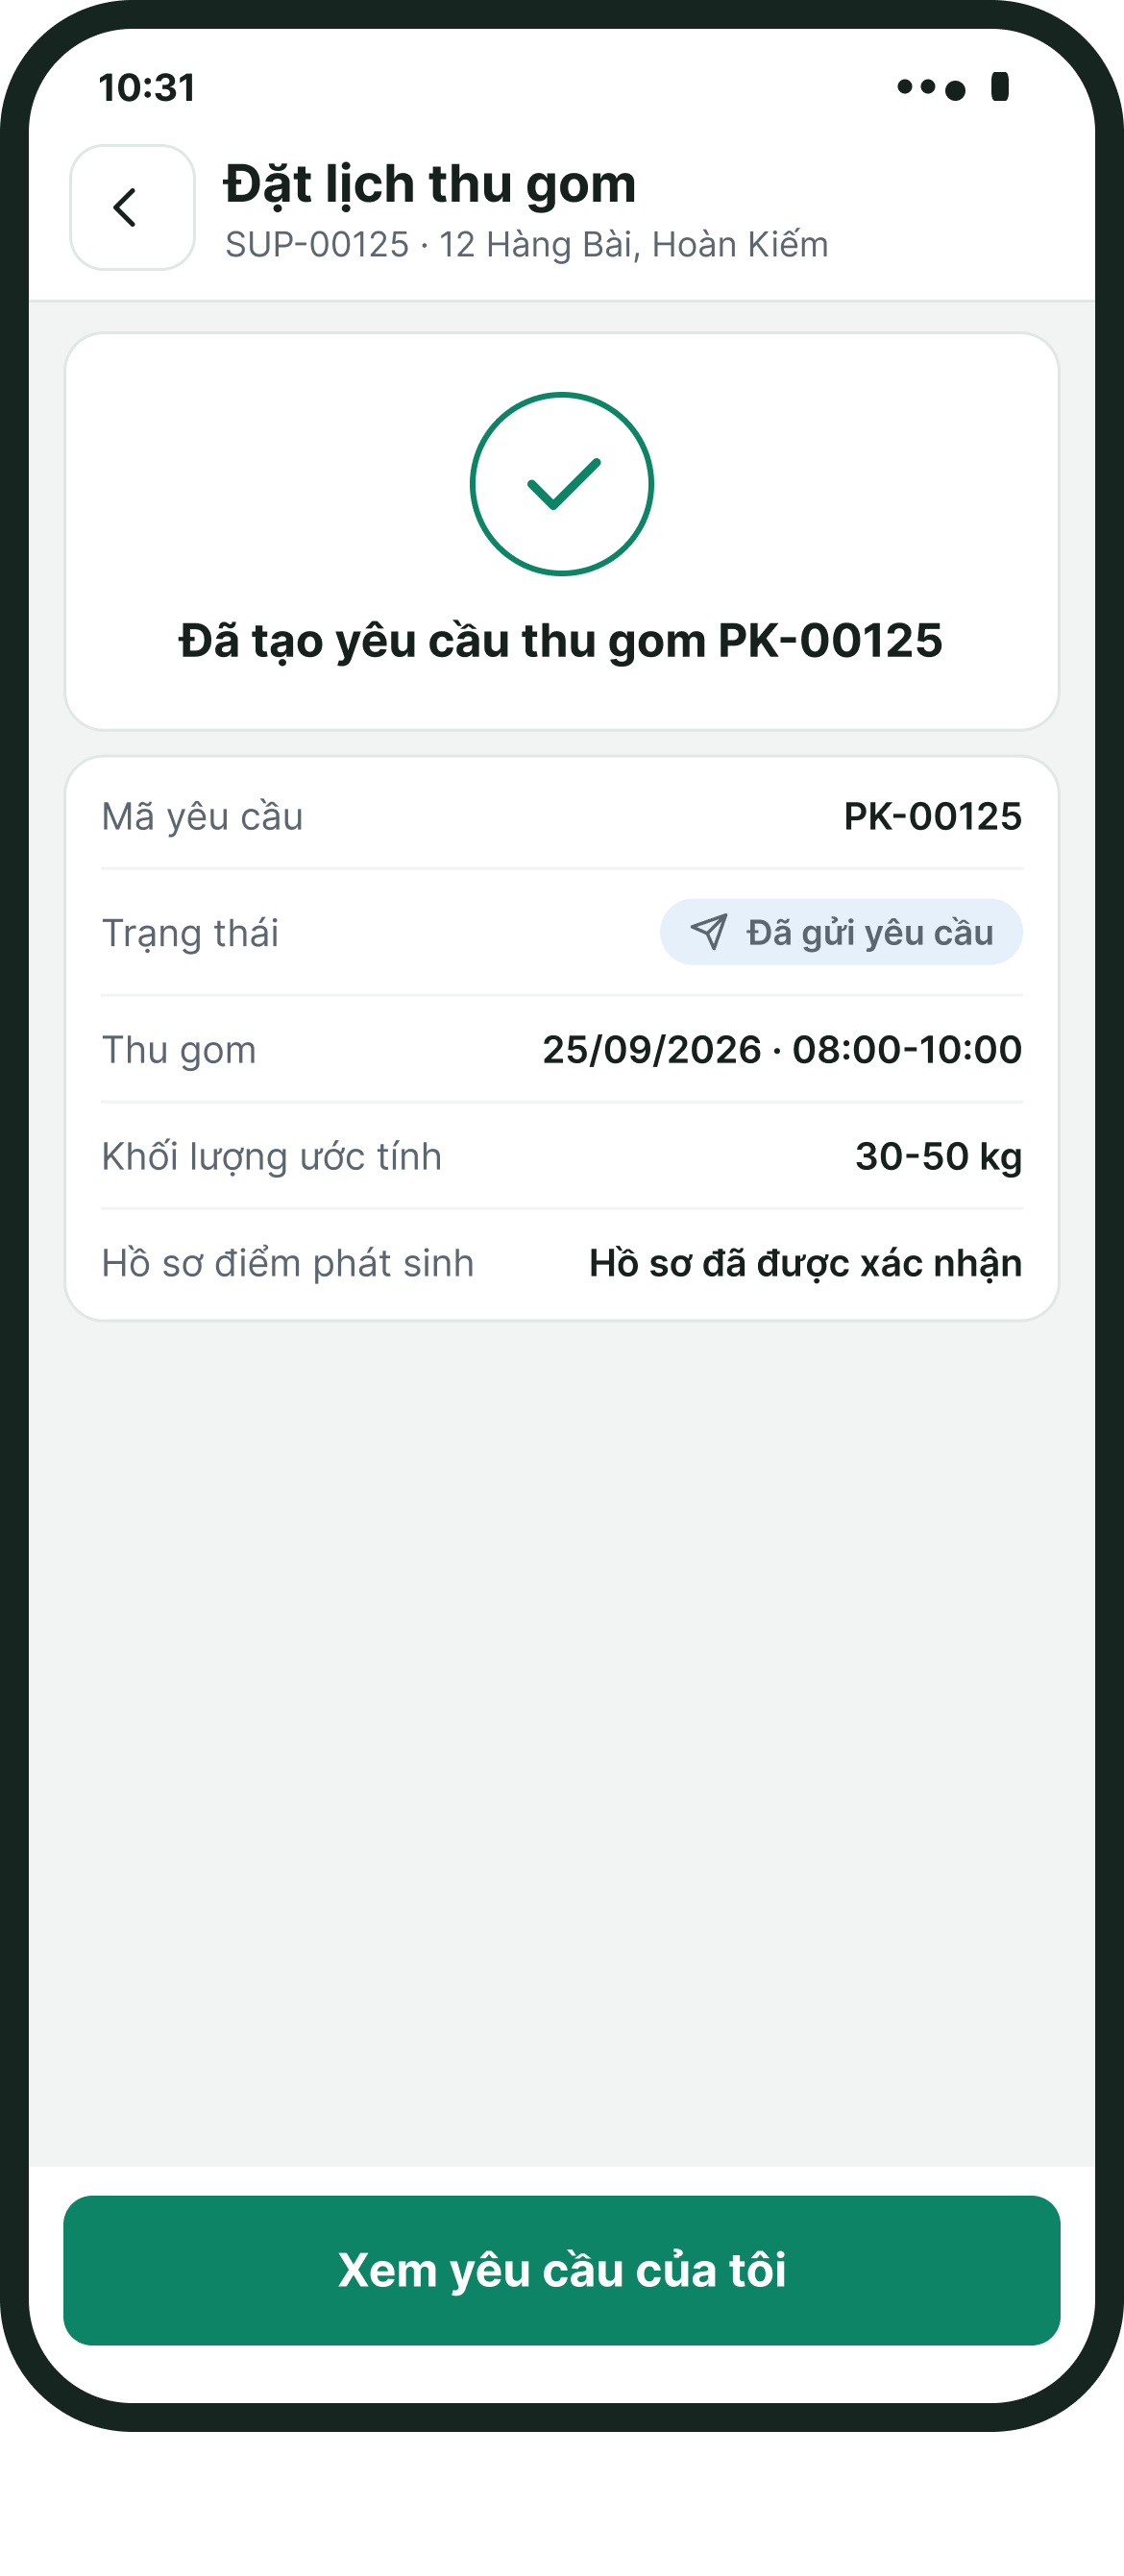 10:31
Đặt lịch thu gom
SUP-00125 · 12 Hàng Bài, Hoàn Kiếm
Đã tạo yêu cầu thu gom PK-00125
Mã yêu cầu PK-00125
Trạng thái Đã gửi yêu cầu
Thu gom 25/09/2026 · 08:00-10:00
Khối lượng ước tính 30-50 kg
Hồ sơ điểm phát sinh Hồ sơ đã được xác nhận
Xem yêu cầu của tôi